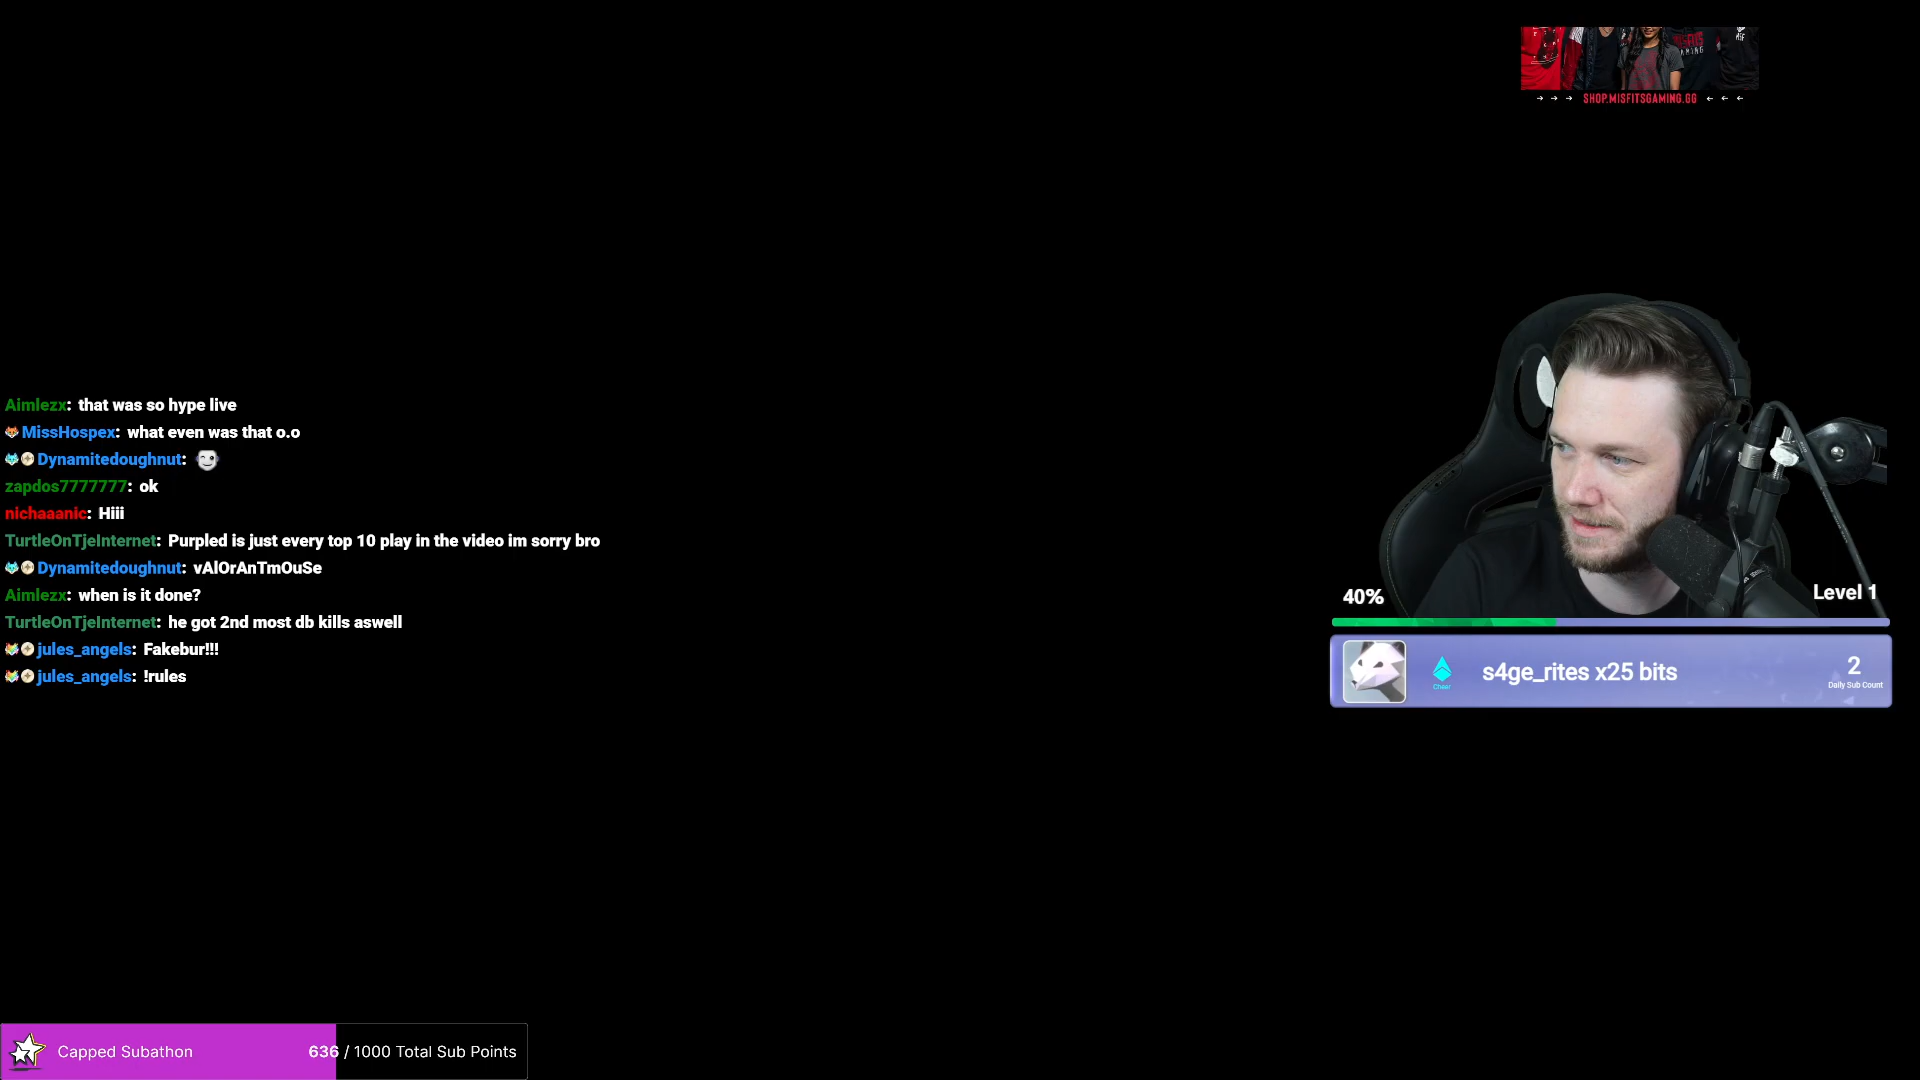 SHOP.MISFITSGAMING.GG
Aimlezx: that was so hype live
MissHospex: what even was that o.o
Dynamitedoughnut:
zapdos7777777: ok
nichaaanic: Hiii
TurtleOnTjeInternet: Purpled is just every top 10 play in the video im sorry bro
Dynamitedoughnut: vAlOrAnTmOuSe
Aimlezx: when is it done?
TurtleOnTjeInternet: he got 2nd most db kills aswell
jules_angels: Fakebur!!!
jules_angels: !rules
40%
Level 1
Cheer
s4ge_rites x25 bits
2
Daily Sub Count
Capped Subathon
636 / 1000 Total Sub Points